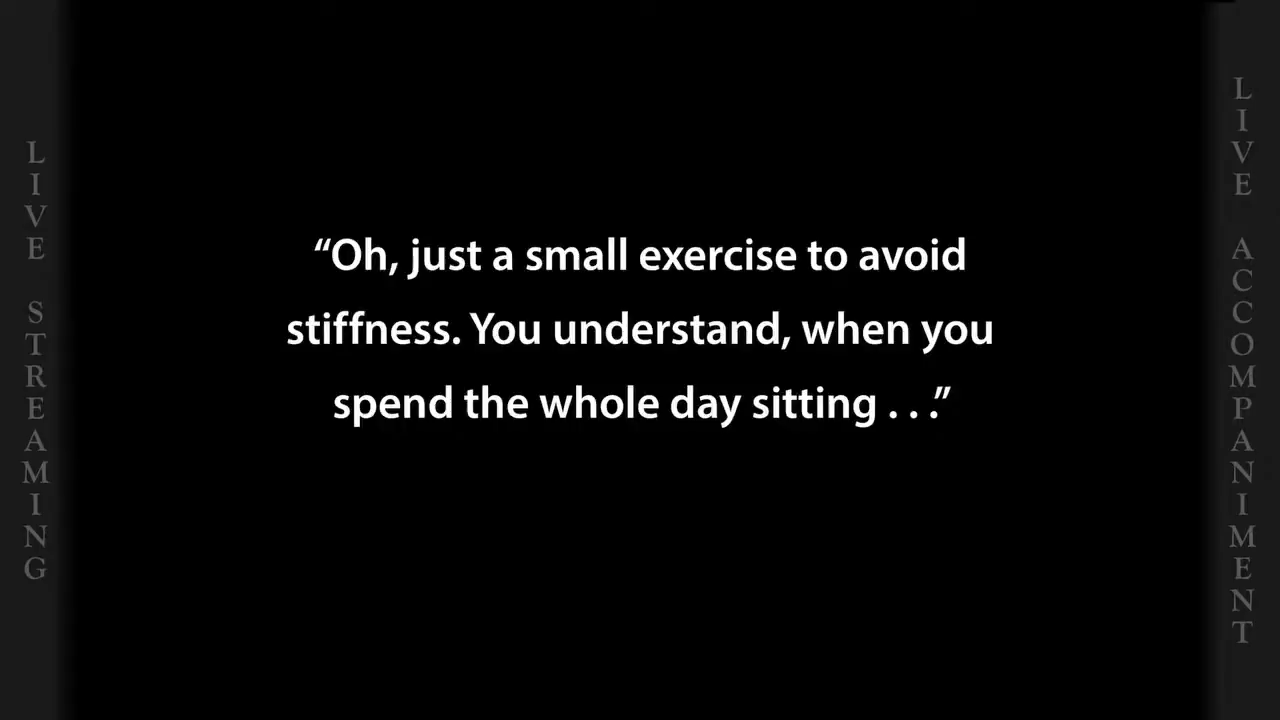 LIVE STREAMING
“Oh, just a small exercise to avoid
stiffness. You understand, when you
spend the whole day sitting . . .”
LIVE ACCOMPANIMENT